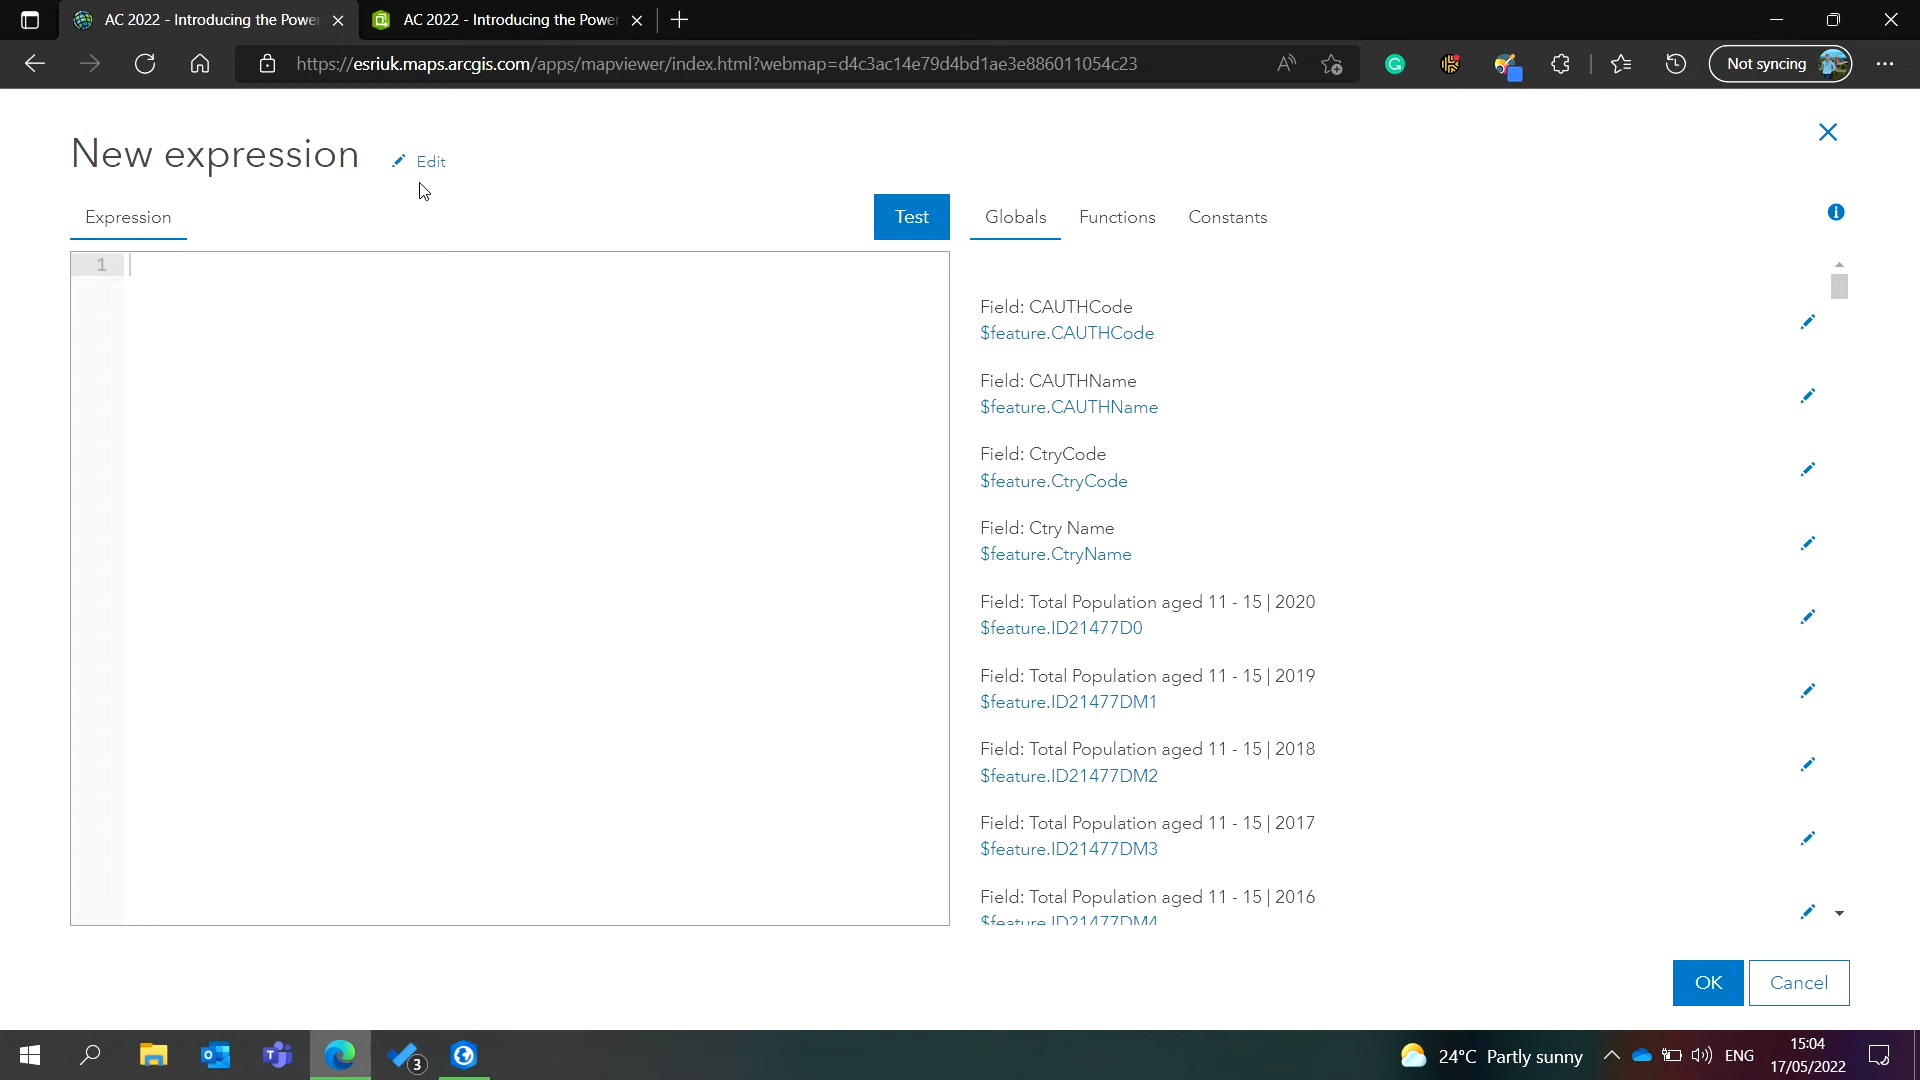 AC 2022 - Introducing the Power
AC 2022 - Introducing the Power
https://esriuk.maps.arcgis.com/apps/mapviewer/index.html?webmap=d4c3ac14e79d4bd1ae3e886011054c23
Not syncing
New expression
Edit
Expression
Test
Globals
Functions
Constants
1
Field: CAUTHCode
$feature.CAUTHCode
Field: CAUTHName
$feature.CAUTHName
Field: CtryCode
$feature.CtryCode
Field: Ctry Name
$feature.CtryName
Field: Total Population aged 11 - 15 | 2020
$feature.ID21477D0
Field: Total Population aged 11 - 15 | 2019
$feature.ID21477DM1
Field: Total Population aged 11 - 15 | 2018
$feature.ID21477DM2
Field: Total Population aged 11 - 15 | 2017
$feature.ID21477DM3
Field: Total Population aged 11 - 15 | 2016
$feature.ID21477DM4
OK
Cancel
3
24°C Partly sunny
ENG
15:04
17/05/2022